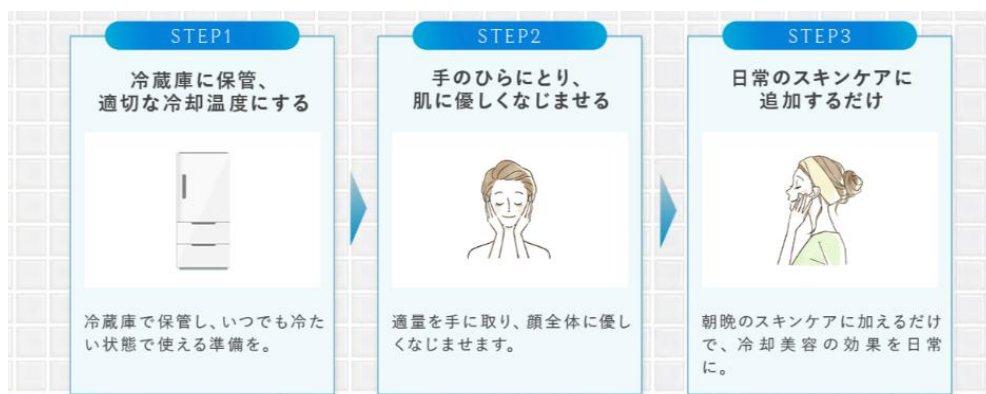 STEP1
冷蔵庫に保管、
適切な冷却温度にする
冷蔵庫で保管し、いつでも冷た
い状態で使える準備を。
STEP2
手のひらにとり、
肌に優しくなじませる
適量を手に取り、顔全体に優し
くなじませます。
STEP3
日常のスキンケアに
追加するだけ
朝晩のスキンケアに加えるだけ
で、冷却美容の効果を日常
に。